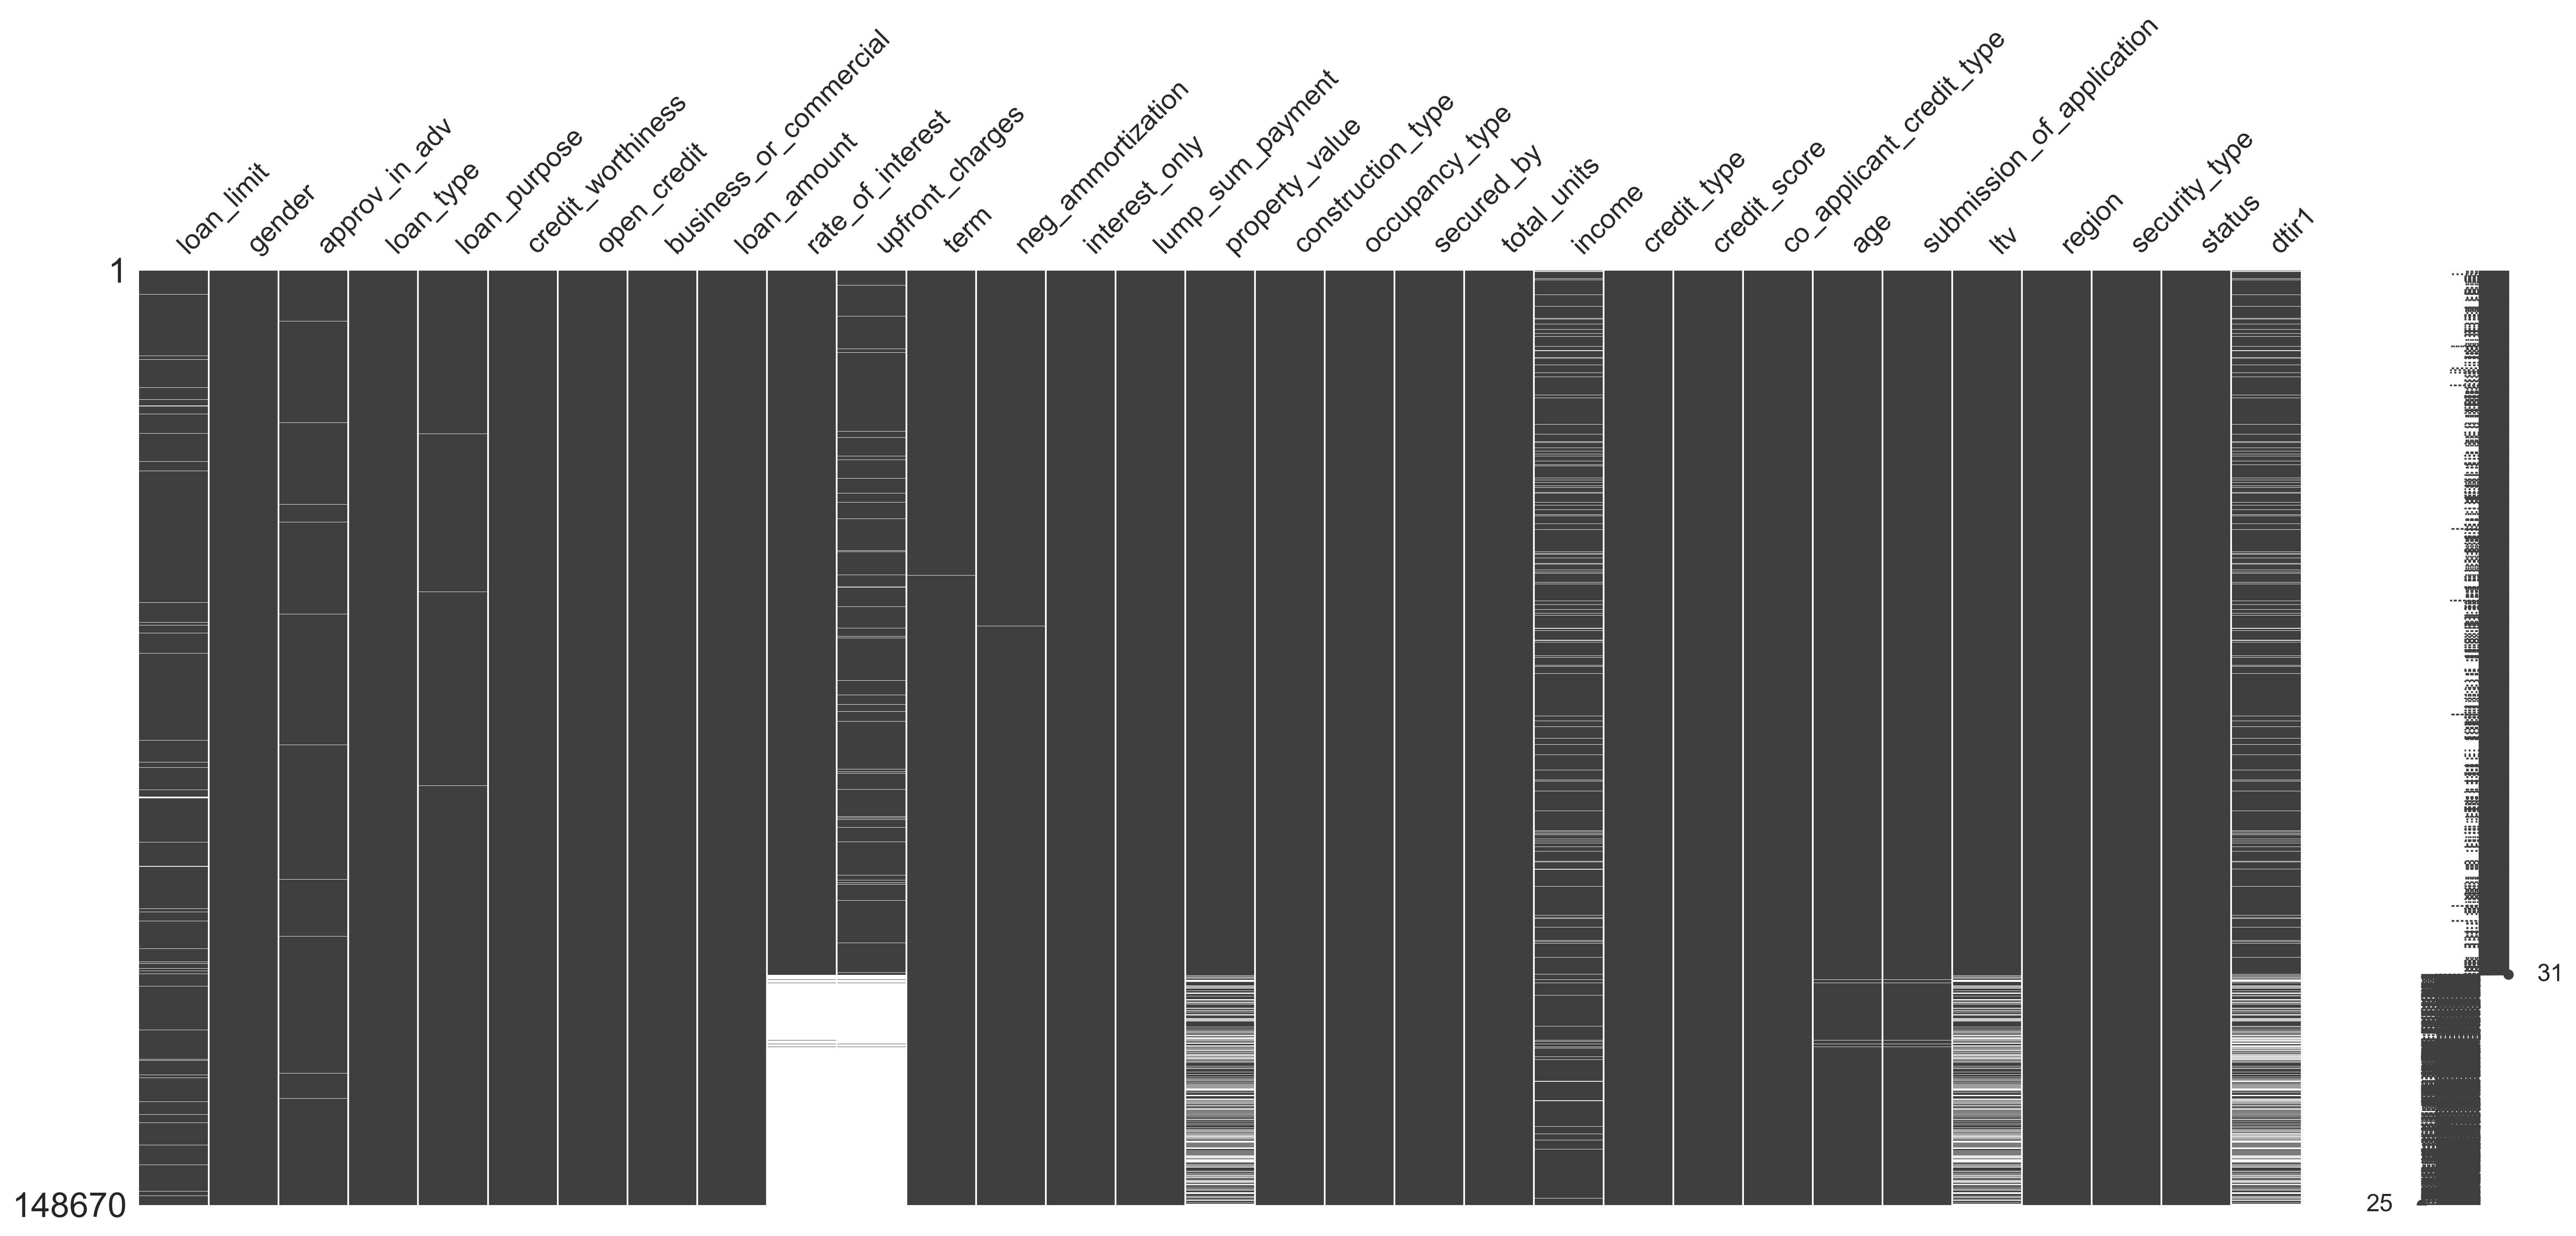 loan_limit
gender
approv_in_adv
loan_type
loan_purpose
credit_worthiness
open_credit
business_or_commercial
loan_amount
rate_of_interest
upfront_charges
term
neg_ammortization
interest_only
lump_sum_payment
property_value
construction_type
occupancy_type
secured_by
total_units
income
credit_type
credit_score
co_applicant_credit_type
age
submission_of_application
ltv
region
security_type
status
dtir1
1
31
25
148670